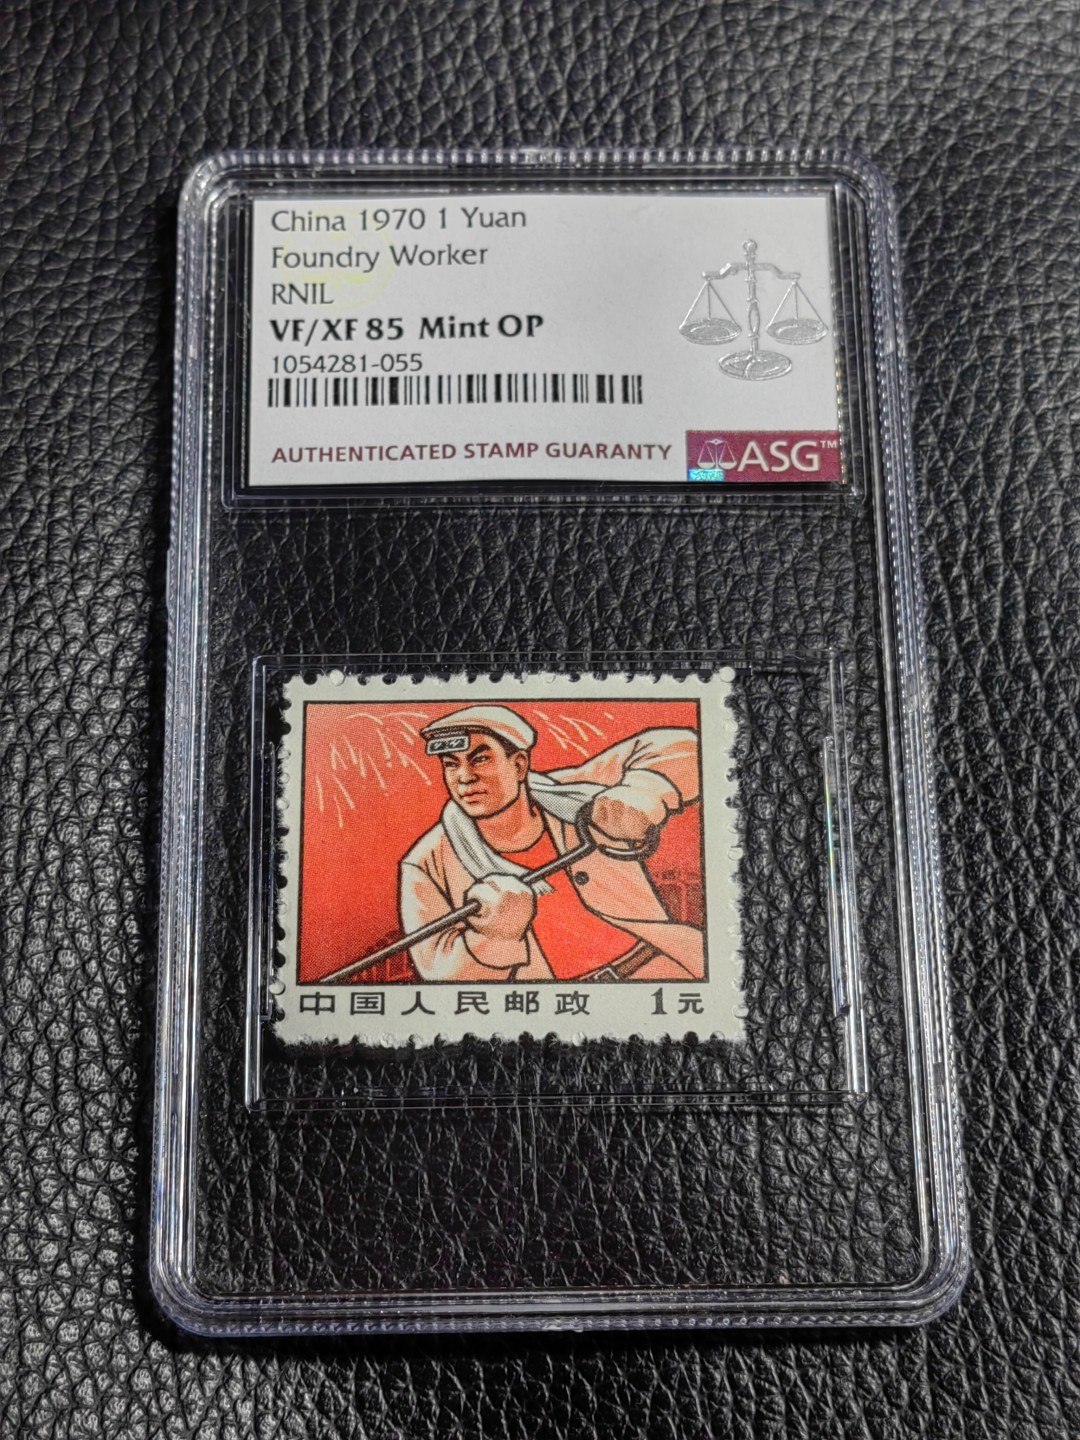 China 1970 1 Yuan
Foundry Worker
RNIL
VF/XF 85 Mint OP
1054281-055
AUTHENTICATED STAMP GUARANTY
ASG™
中国人民邮政 1元